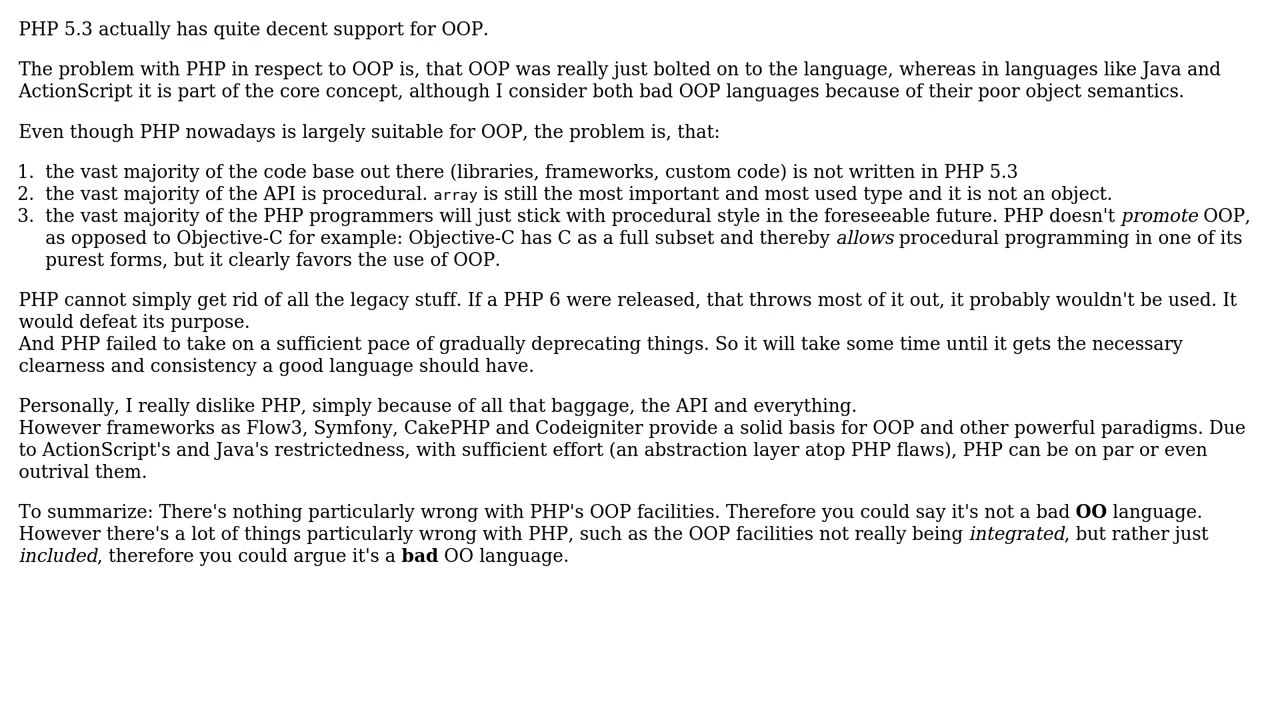 PHP 5.3 actually has quite decent support for OOP.
The problem with PHP in respect to OOP is, that OOP was really just bolted on to the language, whereas in languages like Java and
ActionScript it is part of the core concept, although I consider both bad OOP languages because of their poor object semantics.
Even though PHP nowadays is largely suitable for OOP, the problem is, that:
1. the vast majority of the code base out there (libraries, frameworks, custom code) is not written in PHP 5.3
2. the vast majority of the API is procedural. array is still the most important and most used type and it is not an object.
3. the vast majority of the PHP programmers will just stick with procedural style in the foreseeable future. PHP doesn't promote OOP,
as opposed to Objective-C for example: Objective-C has C as a full subset and thereby allows procedural programming in one of its
purest forms, but it clearly favors the use of OOP.
PHP cannot simply get rid of all the legacy stuff. If a PHP 6 were released, that throws most of it out, it probably wouldn't be used. It
would defeat its purpose.
And PHP failed to take on a sufficient pace of gradually deprecating things. So it will take some time until it gets the necessary
clearness and consistency a good language should have.
Personally, I really dislike PHP, simply because of all that baggage, the API and everything.
However frameworks as Flow3, Symfony, CakePHP and Codeigniter provide a solid basis for OOP and other powerful paradigms. Due
to ActionScript's and Java's restrictedness, with sufficient effort (an abstraction layer atop PHP flaws), PHP can be on par or even
outrival them.
To summarize: There's nothing particularly wrong with PHP's OOP facilities. Therefore you could say it's not a bad OO language.
However there's a lot of things particularly wrong with PHP, such as the OOP facilities not really being integrated, but rather just
included, therefore you could argue it's a bad OO language.